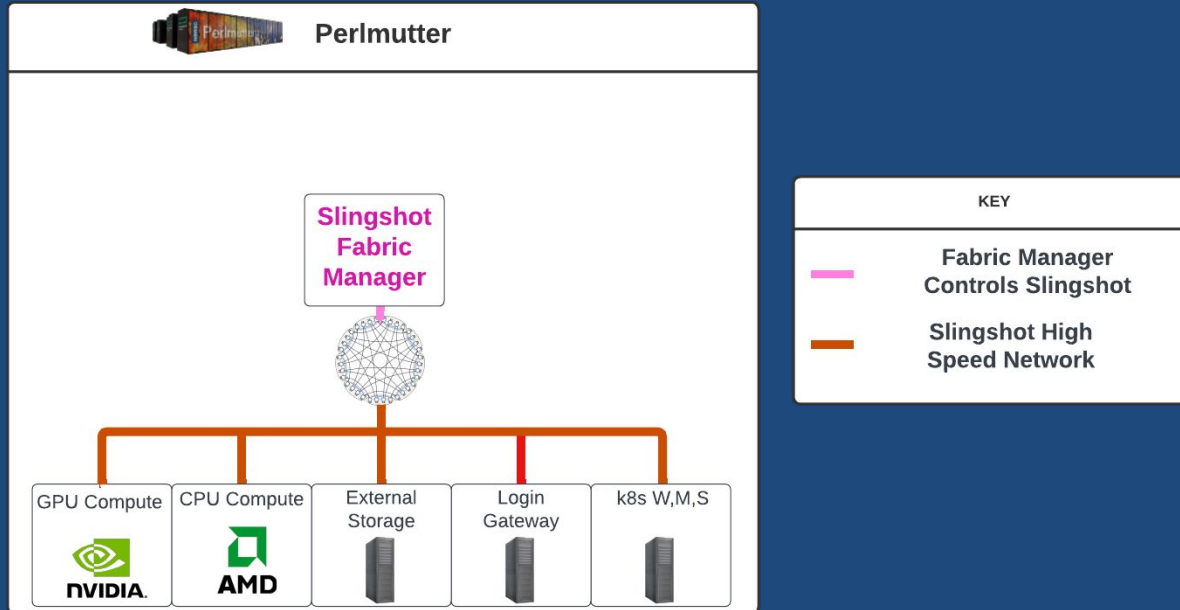 Perlmutter
Perlmutter
Slingshot
Fabric
Manager
GPU Compute
NVIDIA.
CPU Compute
AMD
External
Storage
Login
Gateway
k8s W,M,S
KEY
Fabric Manager
Controls Slingshot
Slingshot High
Speed Network